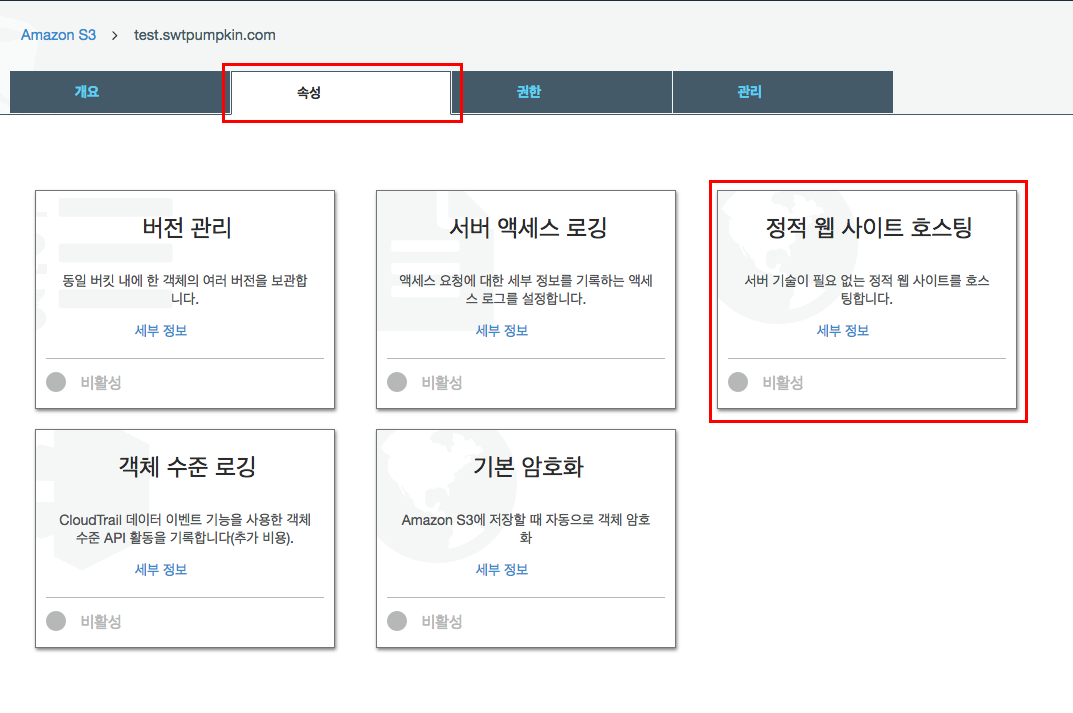 Amazon S3 > test.swtpumpkin.com
개요 속성 권한 관리
버전 관리
동일 버킷 내에 한 객체의 여러 버전을 보관합
니다.
세부 정보
비활성
서버 액세스 로깅
액세스 요청에 대한 세부 정보를 기록하는 액세
스 로그를 설정합니다.
세부 정보
비활성
정적 웹 사이트 호스팅
서버 기술이 필요 없는 정적 웹 사이트를 호스
팅합니다.
세부 정보
비활성
객체 수준 로깅
CloudTrail 데이터 이벤트 기능을 사용한 객체
수준 API 활동을 기록합니다(추가 비용).
세부 정보
비활성
기본 암호화
Amazon S3에 저장할 때 자동으로 객체 암호
화
세부 정보
비활성